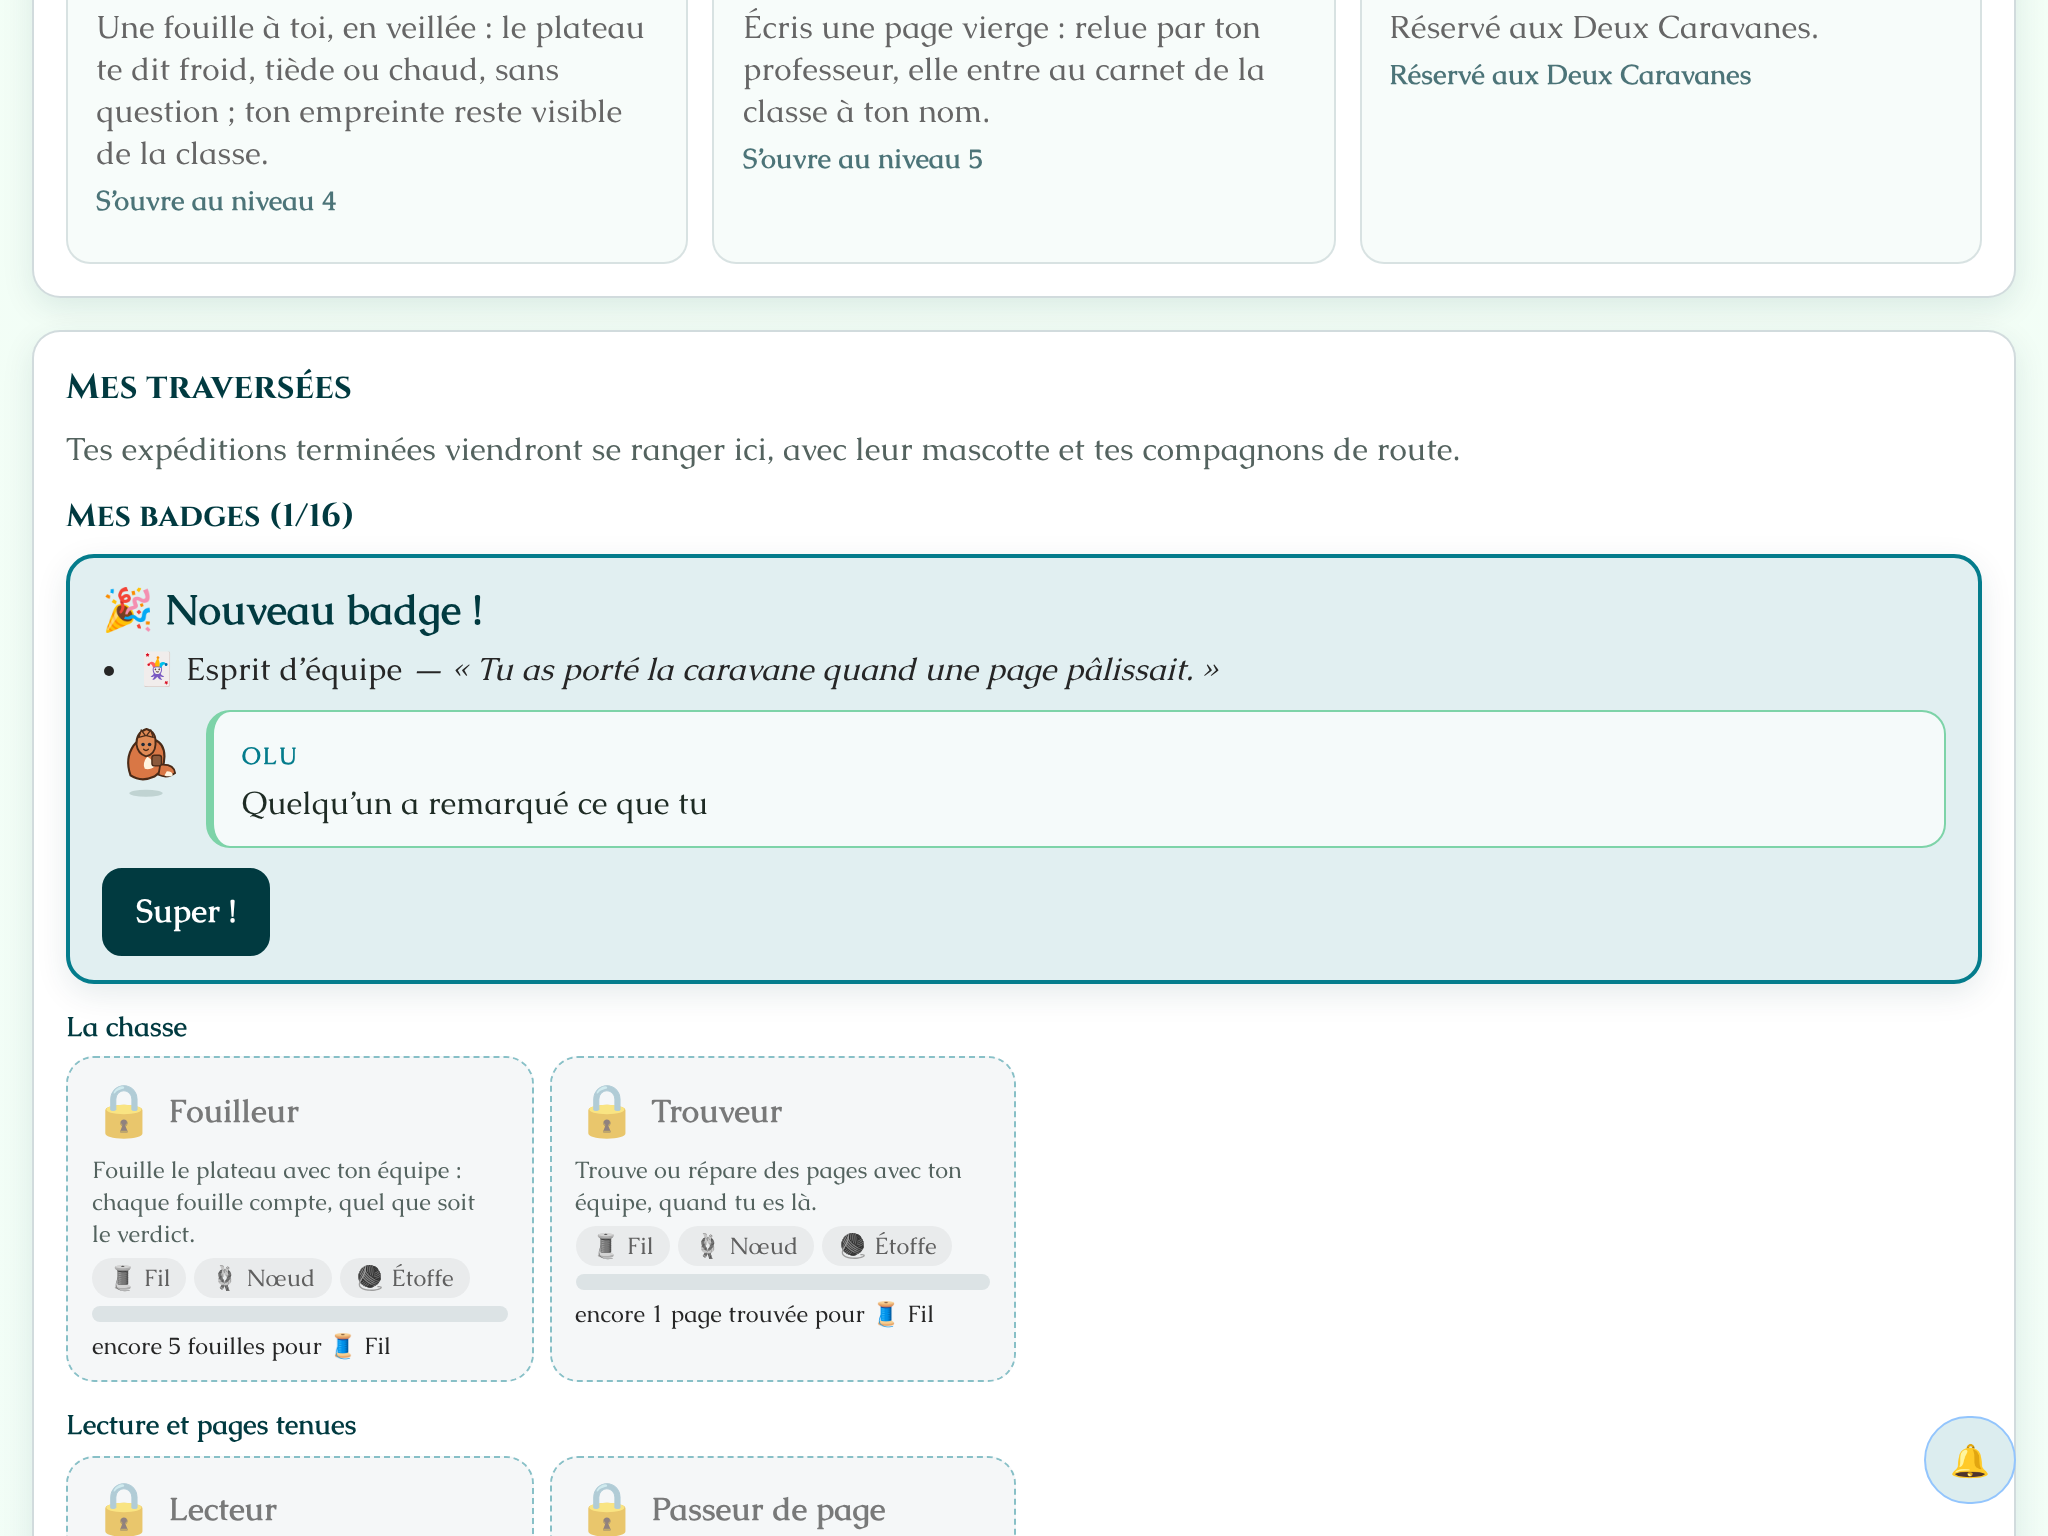 Une fouille à toi, en veillée : le plateau
te dit froid, tiède ou chaud, sans
question ; ton empreinte reste visible
de la classe.
S’ouvre au niveau 4
Écris une page vierge : relue par ton
professeur, elle entre au carnet de la
classe à ton nom.
S’ouvre au niveau 5
Réservé aux Deux Caravanes.
Réservé aux Deux Caravanes
Mes traversées
Tes expéditions terminées viendront se ranger ici, avec leur mascotte et tes compagnons de route.
Mes badges (1/16)
🎉 Nouveau badge !
• 🃏 Esprit d’équipe — « Tu as porté la caravane quand une page pâlissait. »
OLU
Quelqu’un a remarqué ce que tu
Super !
La chasse
Fouilleur
Fouille le plateau avec ton équipe :
chaque fouille compte, quel que soit
le verdict.
Fil Nœud Étoffe
encore 5 fouilles pour 🧵 Fil
Trouveur
Trouve ou répare des pages avec ton
équipe, quand tu es là.
Fil Nœud Étoffe
encore 1 page trouvée pour 🧵 Fil
Lecture et pages tenues
Lecteur
Passeur de page